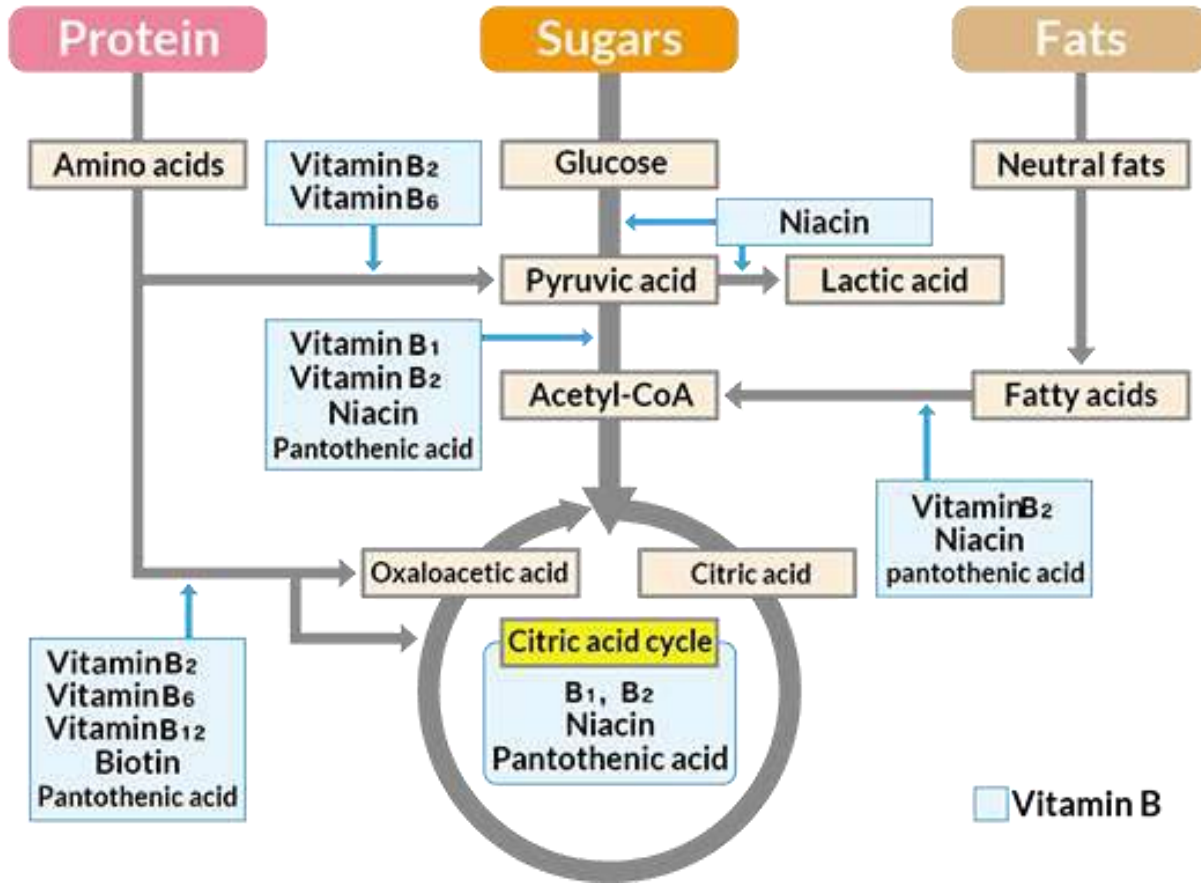 Protein
Sugars
Fats
Amino acids
Vitamin B₂
Vitamin B₆
Glucose
Neutral fats
Niacin
Pyruvic acid
Lactic acid
Vitamin B₁
Vitamin B₂
Niacin
Pantothenic acid
Acetyl-CoA
Fatty acids
Vitamin B₂
Niacin
pantothenic acid
Oxaloacetic acid
Citric acid
Citric acid cycle
B₁, B₂
Niacin
Pantothenic acid
Vitamin B₂
Vitamin B₆
Vitamin B₁₂
Biotin
Pantothenic acid
Vitamin B